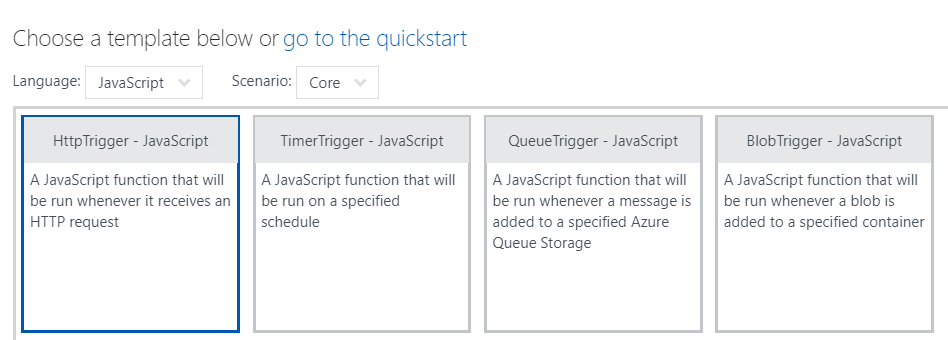 Choose a template below or go to the quickstart
Language: JavaScript Scenario: Core
HttpTrigger - JavaScript
A JavaScript function that will
be run whenever it receives an
HTTP request
TimerTrigger - JavaScript
A JavaScript function that will
be run on a specified
schedule
QueueTrigger - JavaScript
A JavaScript function that will
be run whenever a message is
added to a specified Azure
Queue Storage
BlobTrigger - JavaScript
A JavaScript function that will
be run whenever a blob is
added to a specified container